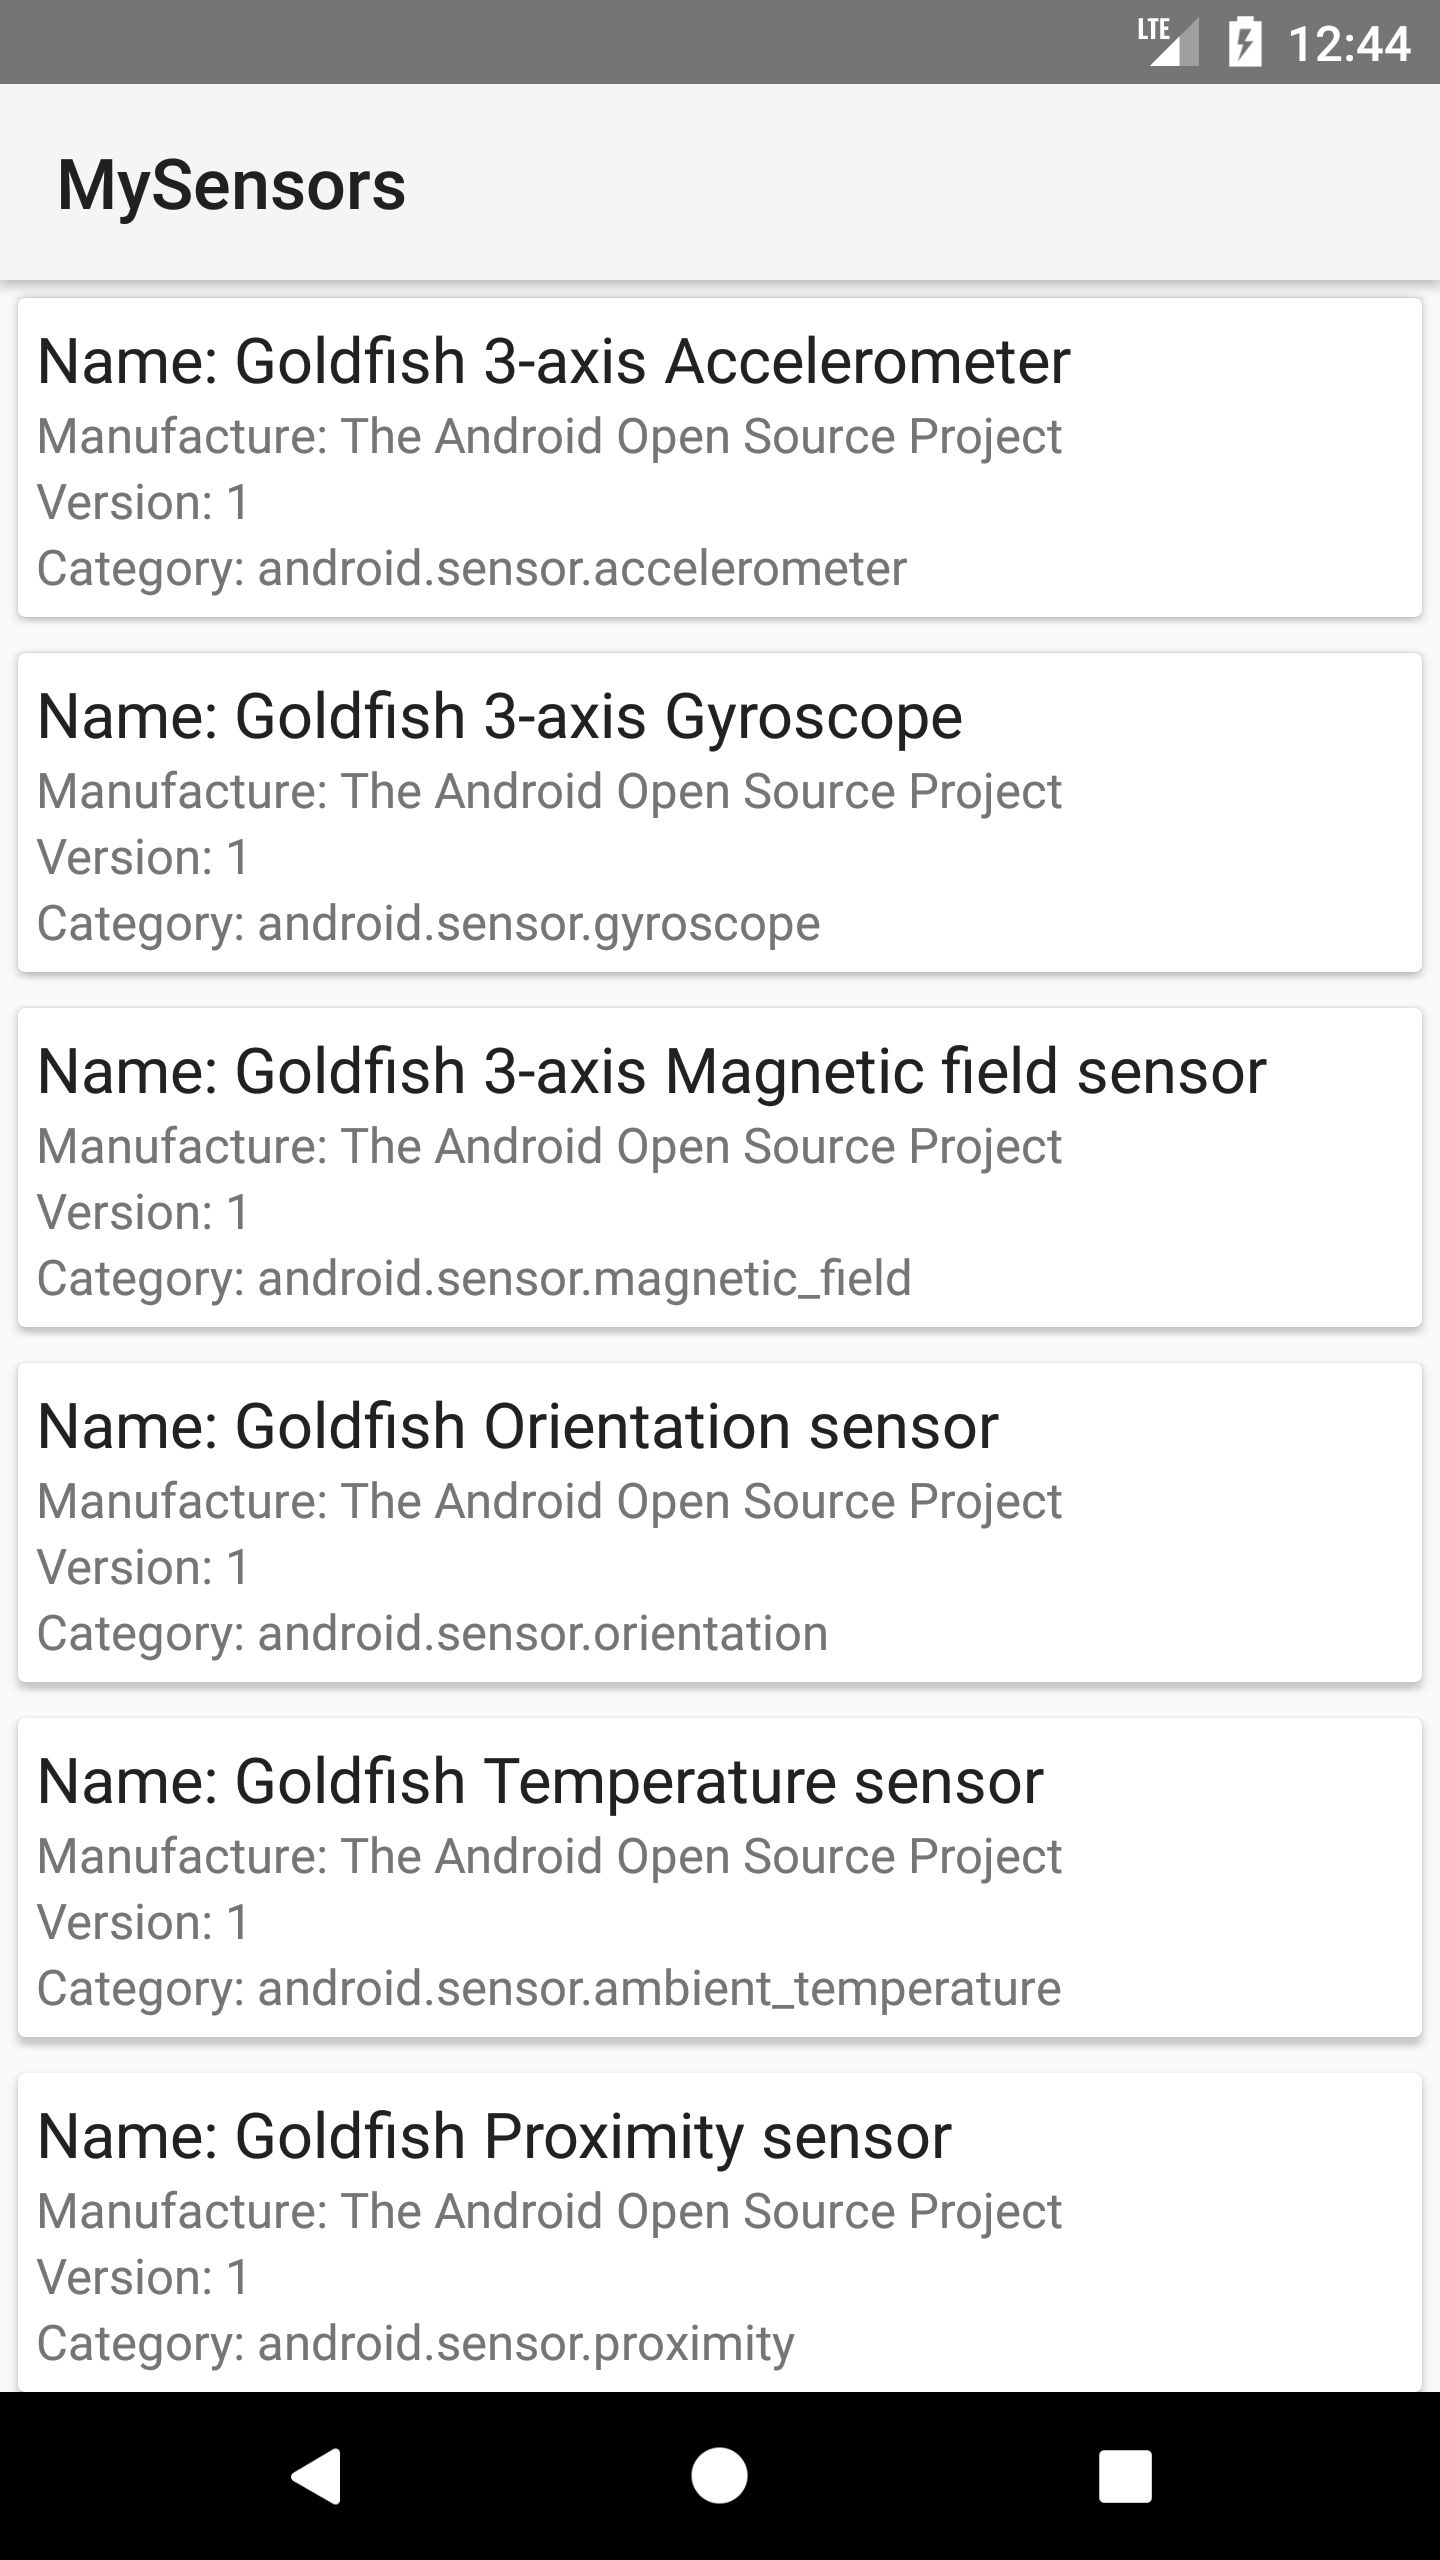 LTE 12:44
MySensors
Name: Goldfish 3-axis Accelerometer
Manufacture: The Android Open Source Project
Version: 1
Category: android.sensor.accelerometer
Name: Goldfish 3-axis Gyroscope
Manufacture: The Android Open Source Project
Version: 1
Category: android.sensor.gyroscope
Name: Goldfish 3-axis Magnetic field sensor
Manufacture: The Android Open Source Project
Version: 1
Category: android.sensor.magnetic_field
Name: Goldfish Orientation sensor
Manufacture: The Android Open Source Project
Version: 1
Category: android.sensor.orientation
Name: Goldfish Temperature sensor
Manufacture: The Android Open Source Project
Version: 1
Category: android.sensor.ambient_temperature
Name: Goldfish Proximity sensor
Manufacture: The Android Open Source Project
Version: 1
Category: android.sensor.proximity